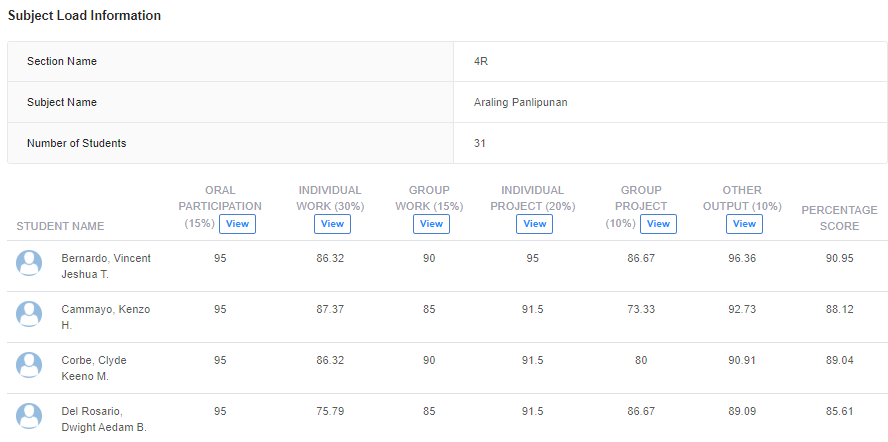 Subject Load Information
Section Name 4R
Subject Name Araling Panlipunan
Number of Students 31
STUDENT NAME
ORAL
PARTICIPATION
(15%) View
INDIVIDUAL
WORK (30%)
View
GROUP
WORK (15%)
View
INDIVIDUAL
PROJECT (20%)
View
GROUP
PROJECT
(10%) View
OTHER
OUTPUT (10%)
View
PERCENTAGE
SCORE
Bernardo, Vincent 95 86.32 90 95 86.67 96.36 90.95
Jeshua T.
Cammayo, Kenzo 95 87.37 85 91.5 73.33 92.73 88.12
H.
Corbe, Clyde 95 86.32 90 91.5 80 90.91 89.04
Keeno M.
Del Rosario, 95 75.79 85 91.5 86.67 89.09 85.61
Dwight Aedam B.